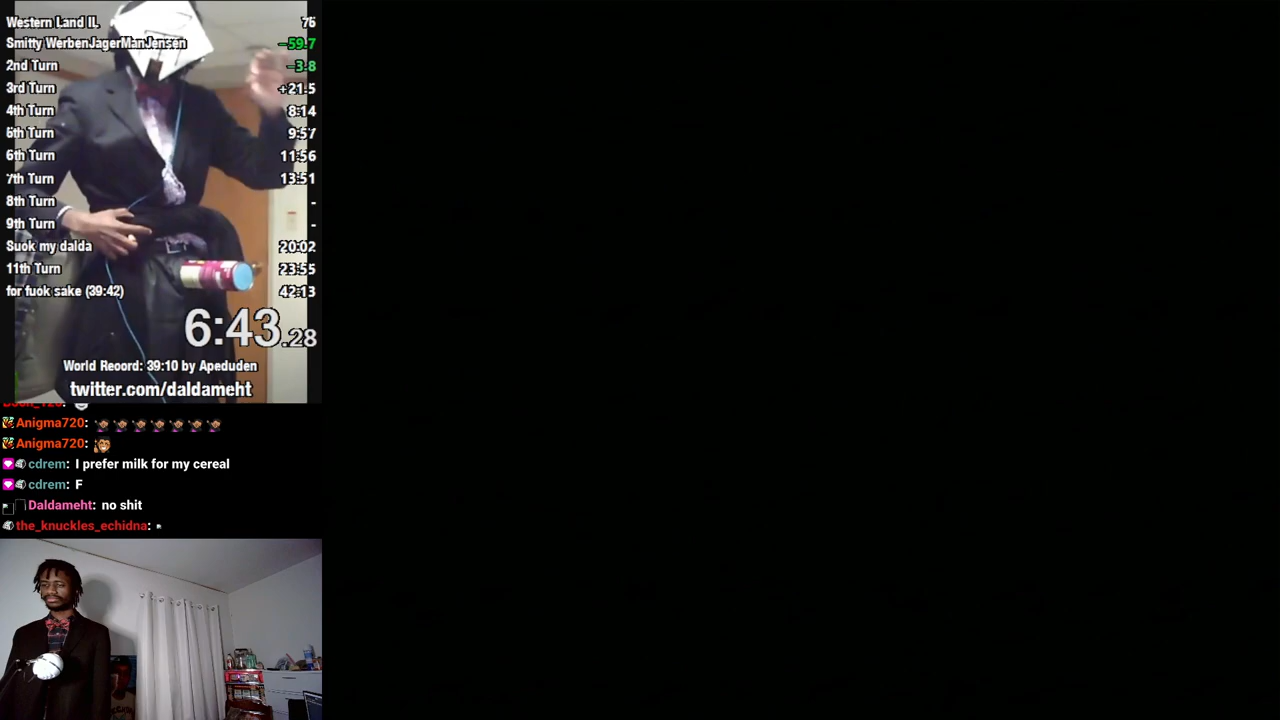 Western Land IL 76
Smitty WerbenJagerManJensen -59.7
2nd Turn -3.8
3rd Turn +21.5
4th Turn 8:14
5th Turn 9:57
6th Turn 11:56
7th Turn 13:51
8th Turn -
9th Turn -
Suck my dalda 20:02
11th Turn 23:55
for fuck sake (39:42) 42:13
6:43.28
World Record: 39:10 by Apeduden
twitter.com/daldameht
Anigma720:
Anigma720:
cdrem: I prefer milk for my cereal
cdrem: F
Daldameht: no shit
the_knuckles_echidna: